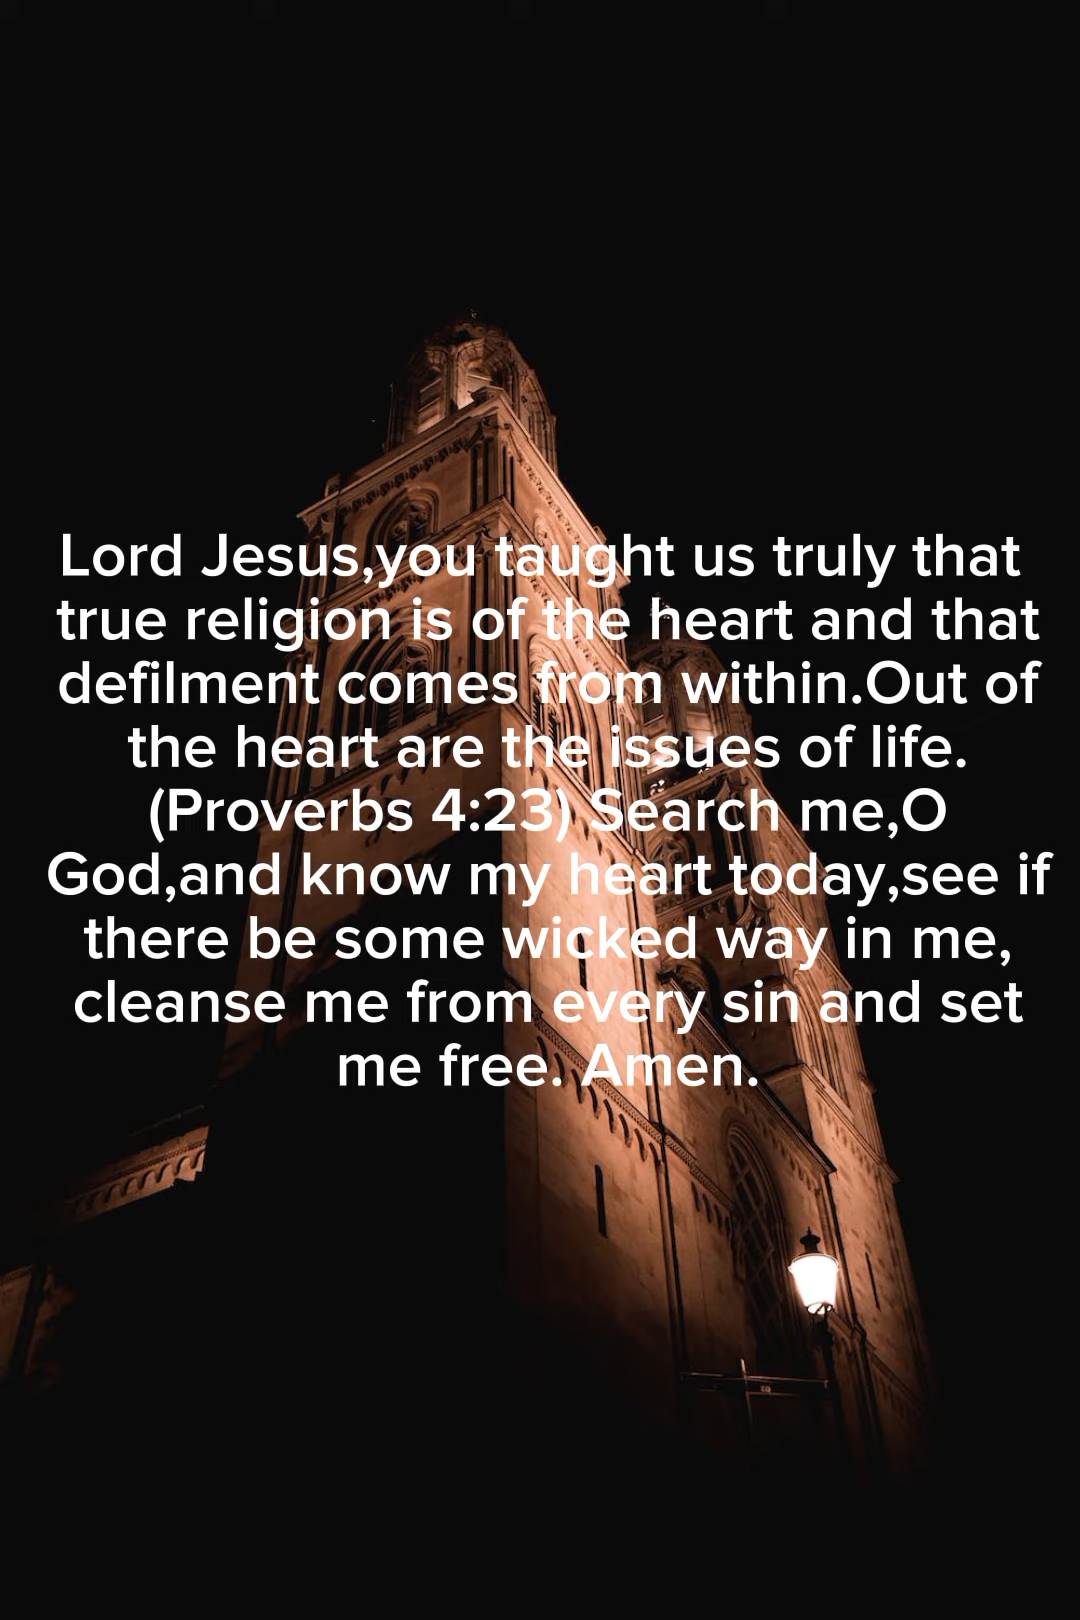 Lord Jesus,you taught us truly that
true religion is of the heart and that
defilment comes from within.Out of
the heart are the issues of life.
(Proverbs 4:23) Search me,O
God,and know my heart today,see if
there be some wicked way in me,
cleanse me from every sin and set
me free. Amen.